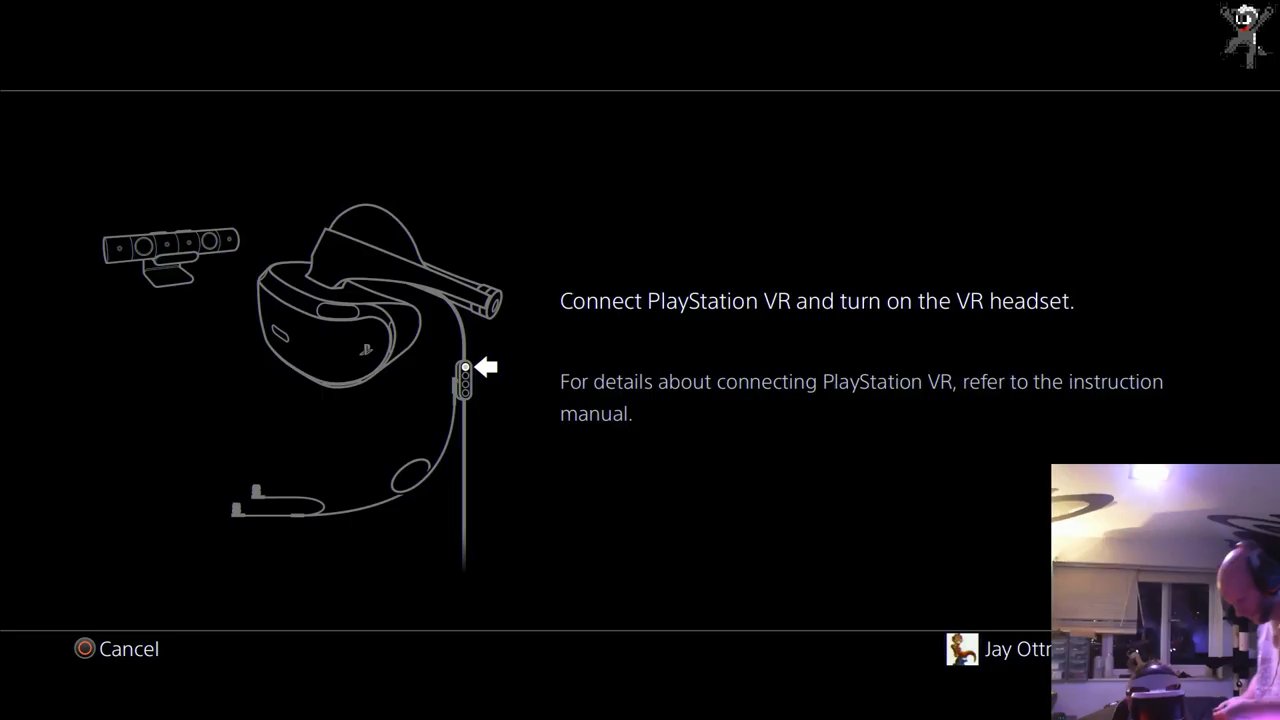 Connect PlayStation VR and turn on the VR headset.
For details about connecting PlayStation VR, refer to the instruction
manual.
Cancel
Jay Ottr